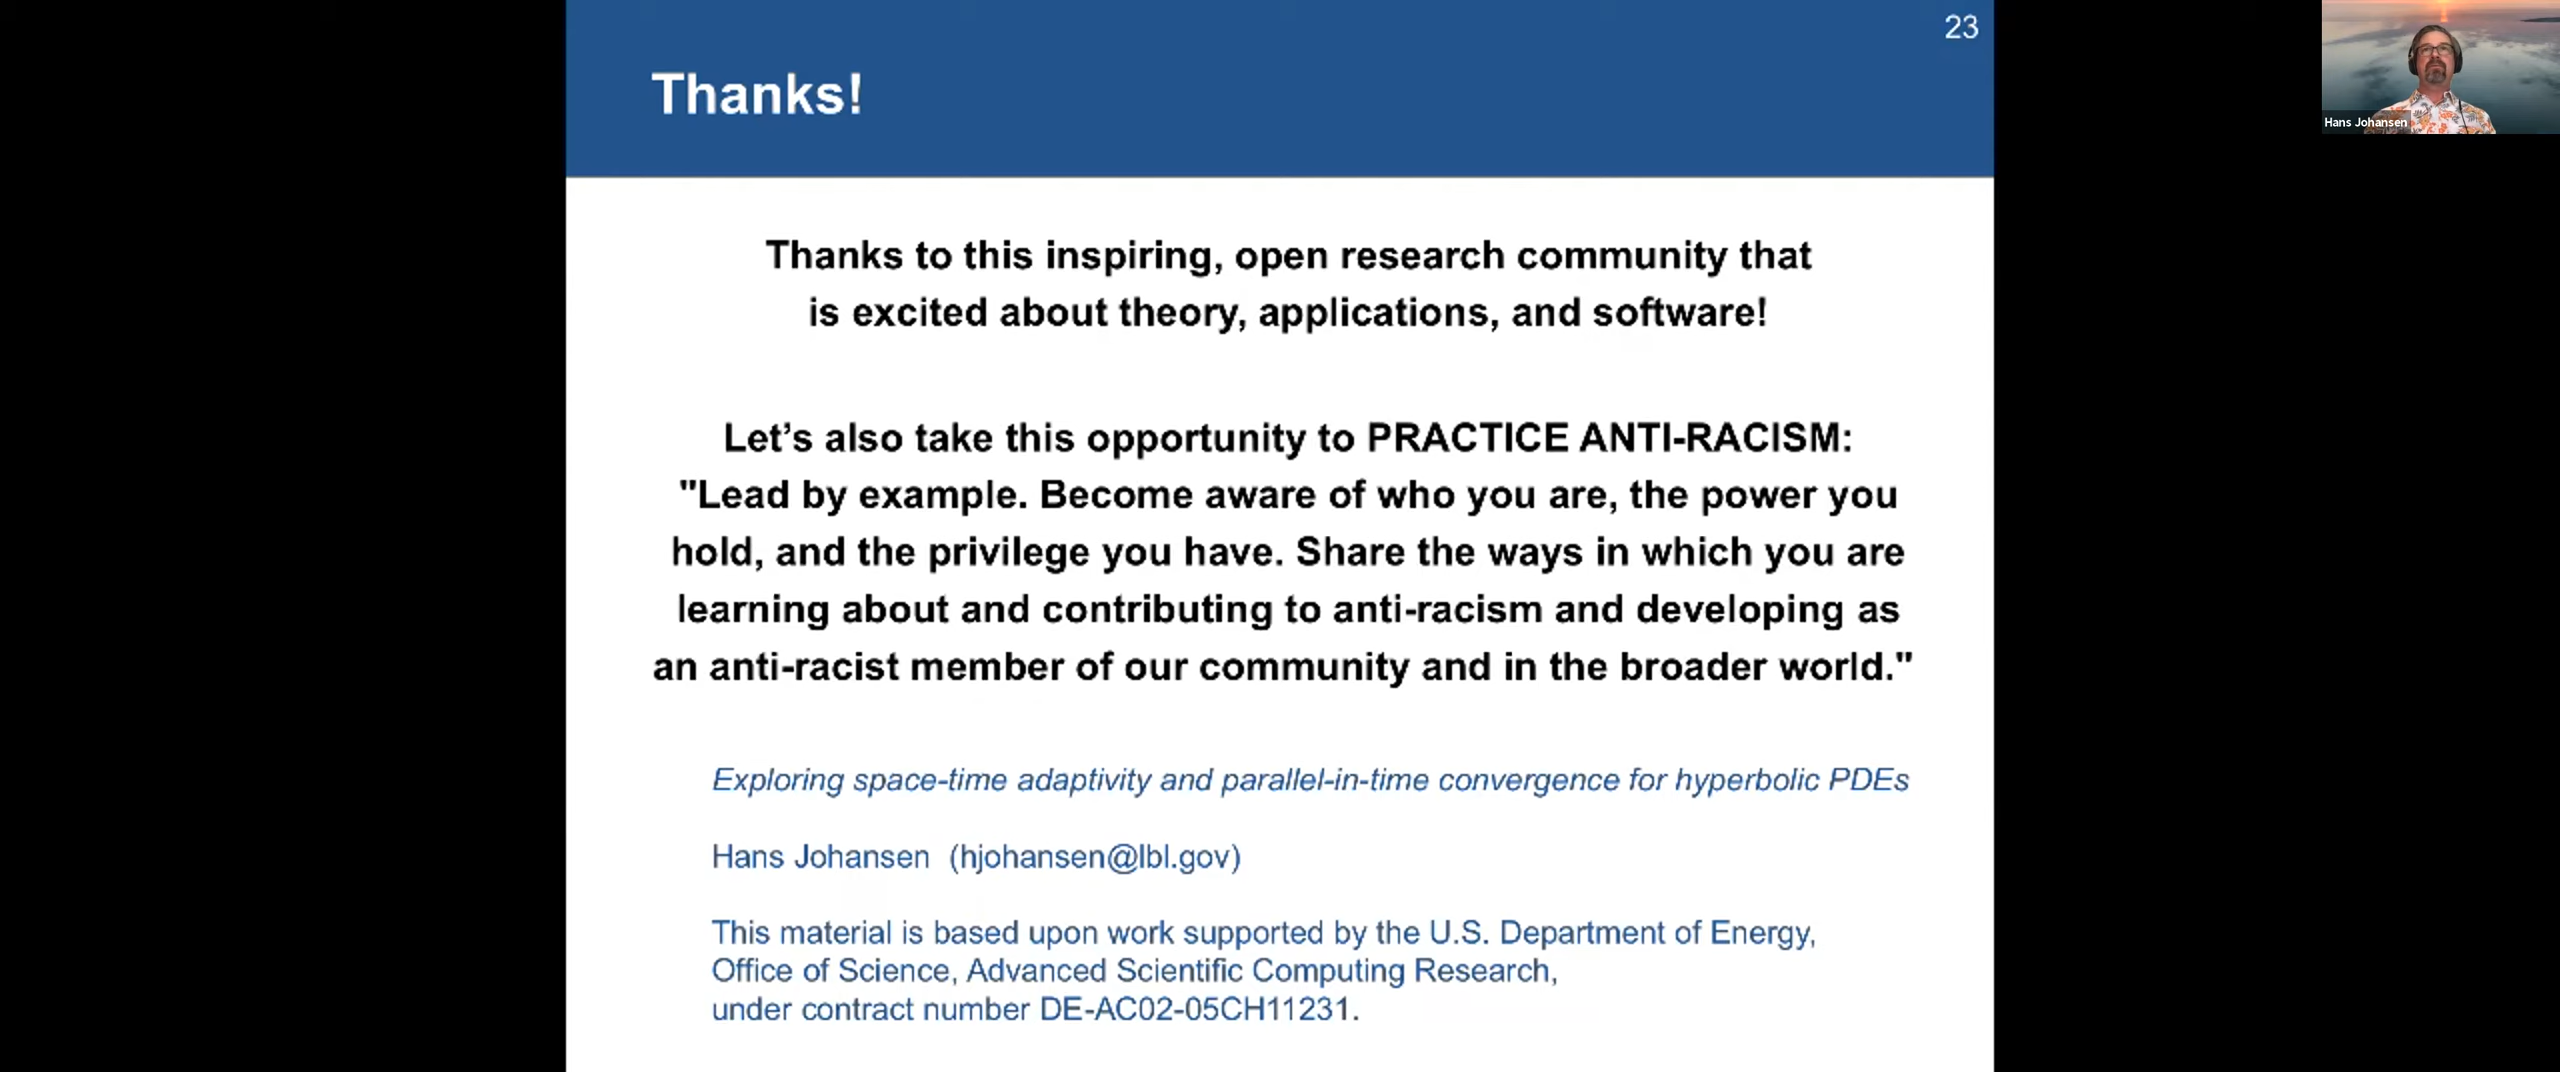 23
Thanks!
Thanks to this inspiring, open research community that
is excited about theory, applications, and software!
Let’s also take this opportunity to PRACTICE ANTI-RACISM:
"Lead by example. Become aware of who you are, the power you
hold, and the privilege you have. Share the ways in which you are
learning about and contributing to anti-racism and developing as
an anti-racist member of our community and in the broader world."
Exploring space-time adaptivity and parallel-in-time convergence for hyperbolic PDEs
Hans Johansen (hjohansen@lbl.gov)
This material is based upon work supported by the U.S. Department of Energy,
Office of Science, Advanced Scientific Computing Research,
under contract number DE-AC02-05CH11231.
Hans Johansen